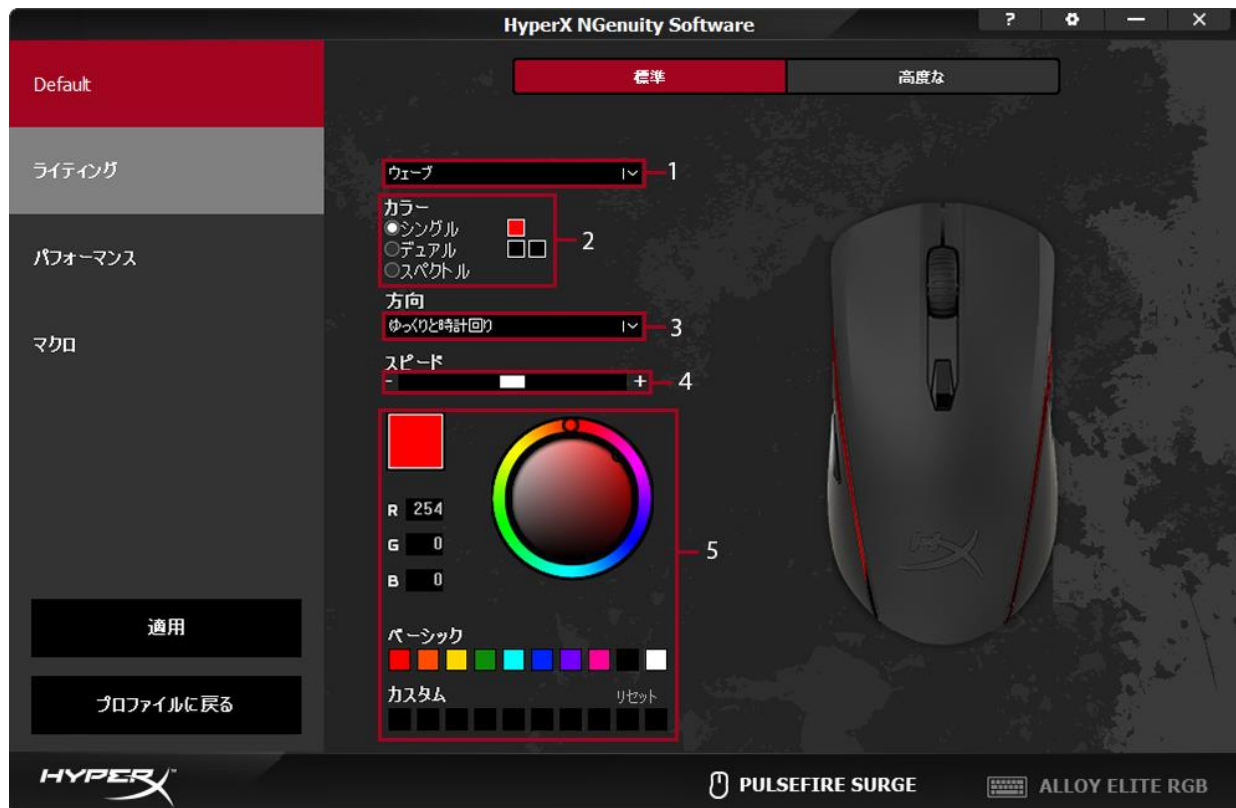 HyperX NGenuity Software
? — ×
Default
標準 高度な
ライティング
ウェーブ 1
カラー
シングル
デュアル 2
スペクトル
パフォーマンス
方向
ゆっくりと時計回り 3
マクロ
スピード
- + 4
R 254
G 0
B 0
5
適用
ベーシック
カスタム リセット
プロファイルに戻る
HYPERX
PULSEFIRE SURGE ALLOY ELITE RGB